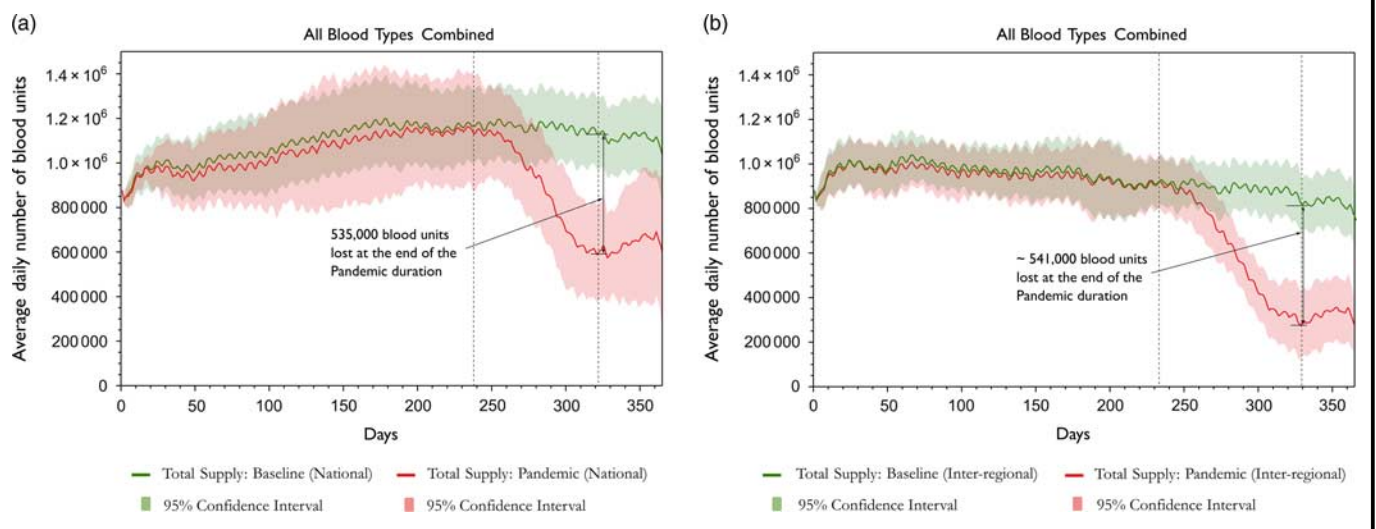 (a)
All Blood Types Combined
Average daily number of blood units
1.4 × 10⁶
1.2 × 10⁶
1.0 × 10⁶
800 000
600 000
400 000
200 000
0
535,000 blood units
lost at the end of the
Pandemic duration
0 50 100 150 200 250 300 350
Days
Total Supply: Baseline (National) Total Supply: Pandemic (National)
95% Confidence Interval 95% Confidence Interval
(b)
All Blood Types Combined
Average daily number of blood units
1.4 × 10⁶
1.2 × 10⁶
1.0 × 10⁶
800 000
600 000
400 000
200 000
0
~ 541,000 blood units
lost at the end of the
Pandemic duration
0 50 100 150 200 250 300 350
Days
Total Supply: Baseline (Inter-regional) Total Supply: Pandemic (Inter-regional)
95% Confidence Interval 95% Confidence Interval